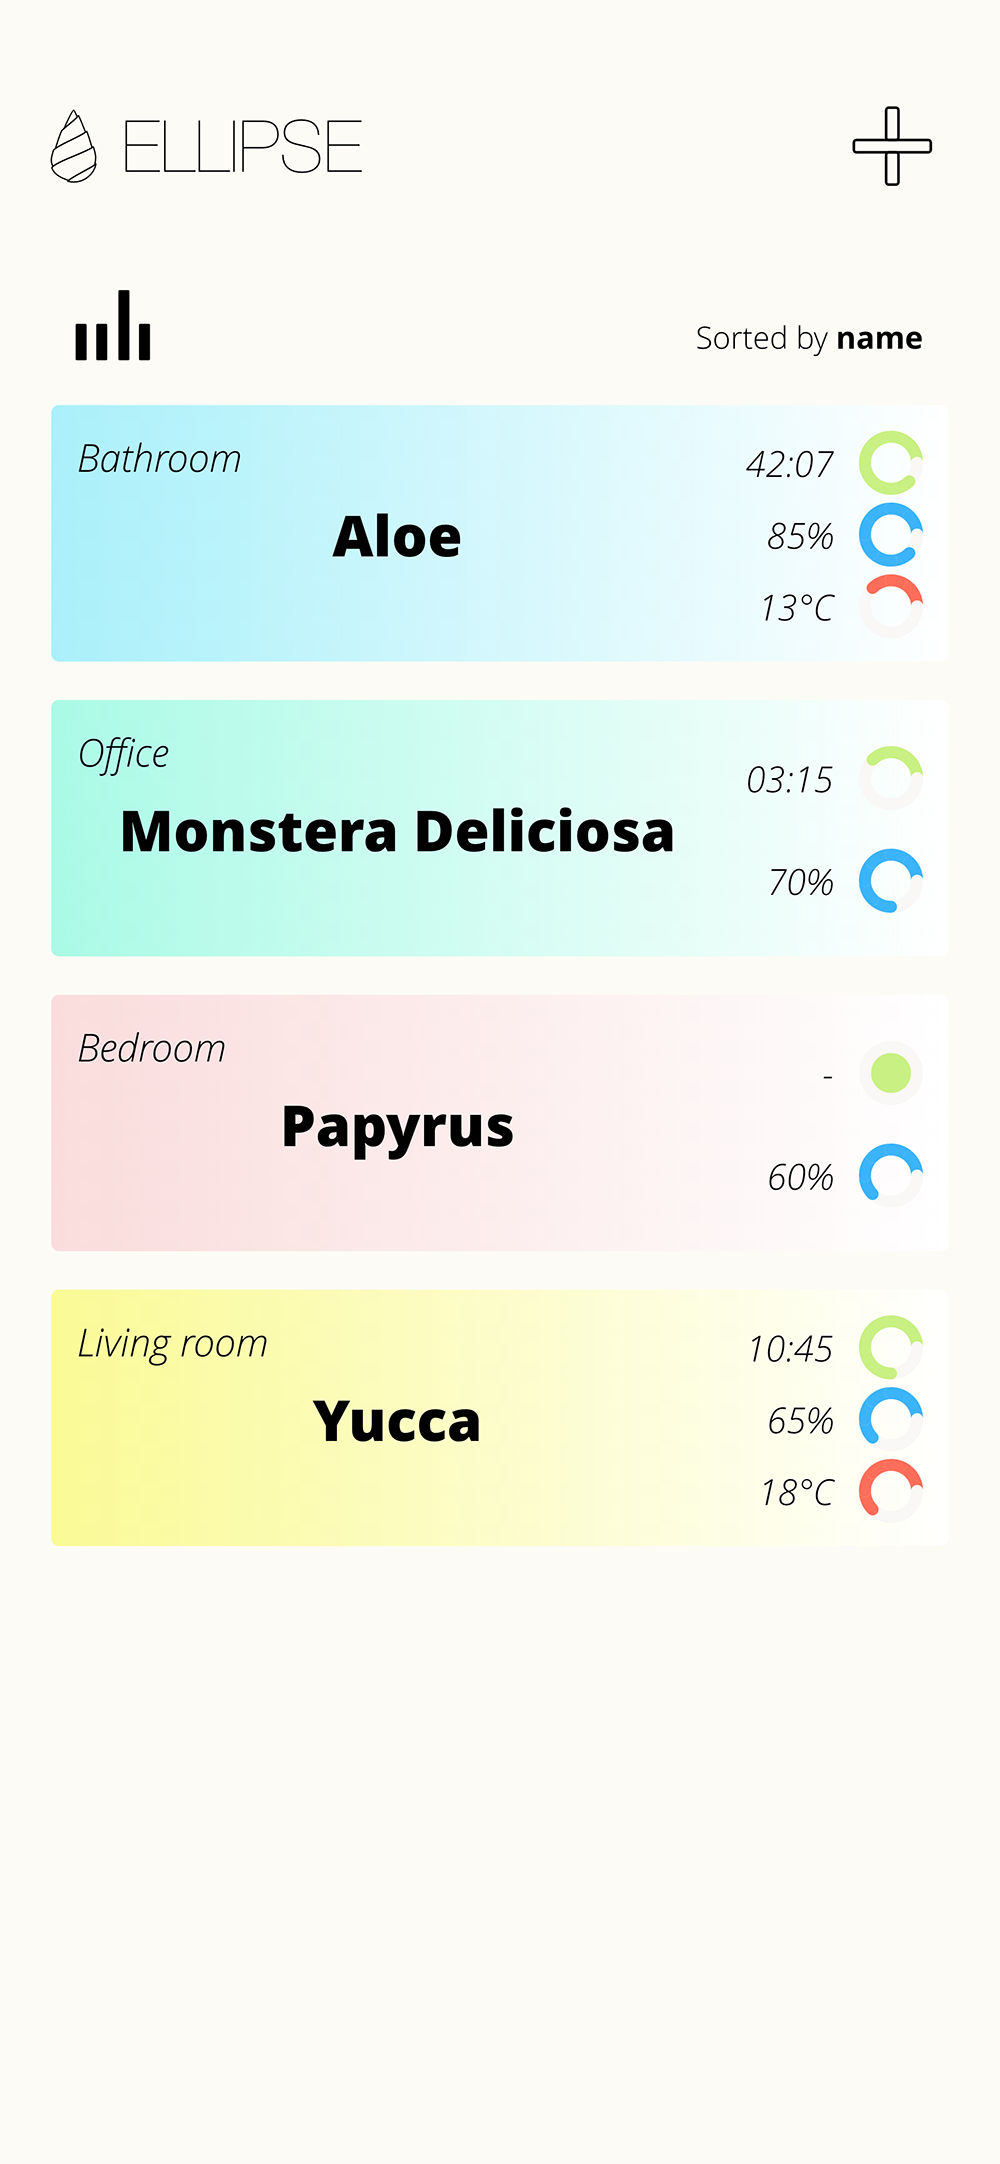 ELLIPSE
Sorted by name
Bathroom
Aloe
42:07
85%
13°C
Office
Monstera Deliciosa
03:15
70%
Bedroom
Papyrus
-
60%
Living room
Yucca
10:45
65%
18°C